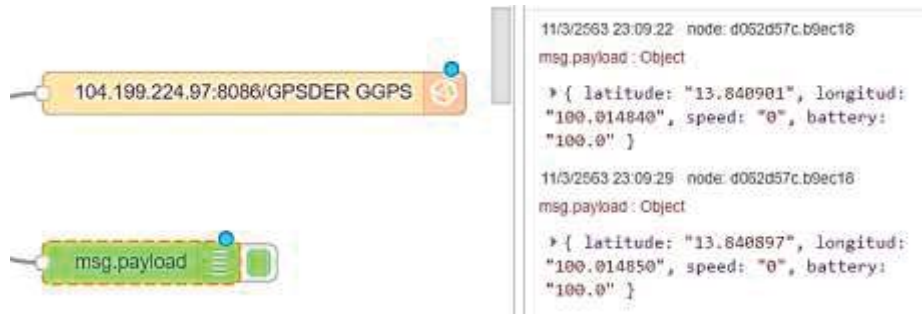 104.199.224.97:8086/GPSDER GGPS
msg.payload
11/3/2563 23:09:22 node: d052d57c.b9ec18
msg.payload : Object
{ latitude: "13.840901", longitud:
"100.014840", speed: "0", battery:
"100.0" }
11/3/2563 23:09:29 node: d052d57c.b9ec18
msg.payload : Object
{ latitude: "13.840897", longitud:
"100.014850", speed: "0", battery:
"100.0" }